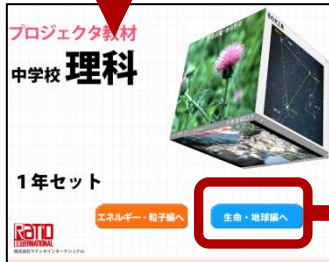 プロジェクタ教材
中学校 理科
1年セット
エネルギー・粒子編へ
生命・地球編へ
RATIO
INTERNATIONAL
株式会社ラティオインターナショナル